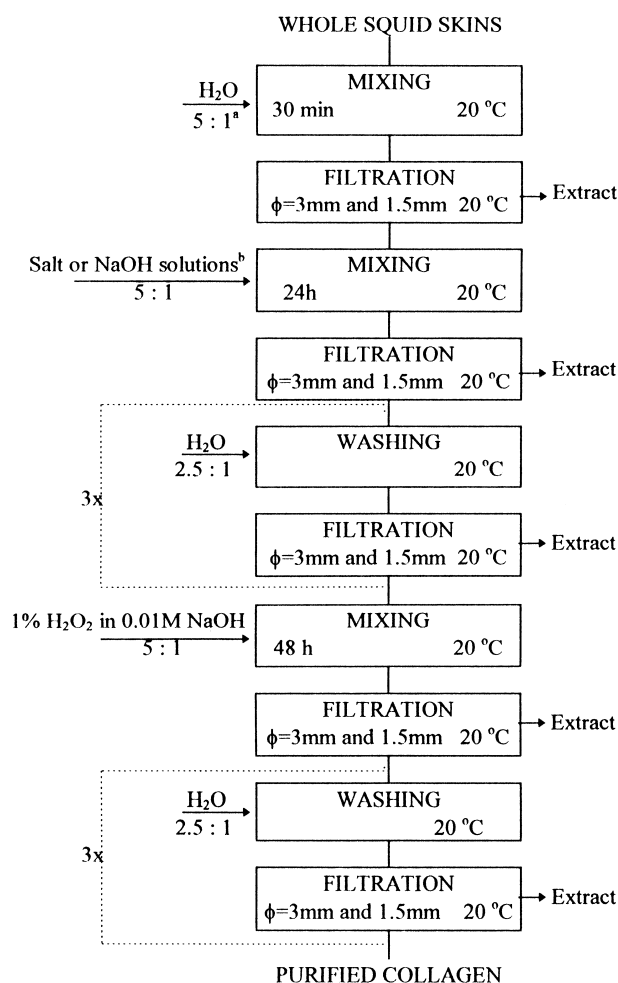 WHOLE SQUID SKINS
MIXING
H₂O
5 : 1ᵃ
30 min 20 °C
FILTRATION
ϕ=3mm and 1.5mm 20 °C
Extract
Salt or NaOH solutionsᵇ
5 : 1
MIXING
24h 20 °C
FILTRATION
ϕ=3mm and 1.5mm 20 °C
Extract
3x
H₂O
2.5 : 1
WASHING
20 °C
FILTRATION
ϕ=3mm and 1.5mm 20 °C
Extract
1% H₂O₂ in 0.01M NaOH
5 : 1
MIXING
48 h 20 °C
FILTRATION
ϕ=3mm and 1.5mm 20 °C
Extract
3x
H₂O
2.5 : 1
WASHING
20 °C
FILTRATION
ϕ=3mm and 1.5mm 20 °C
Extract
PURIFIED COLLAGEN